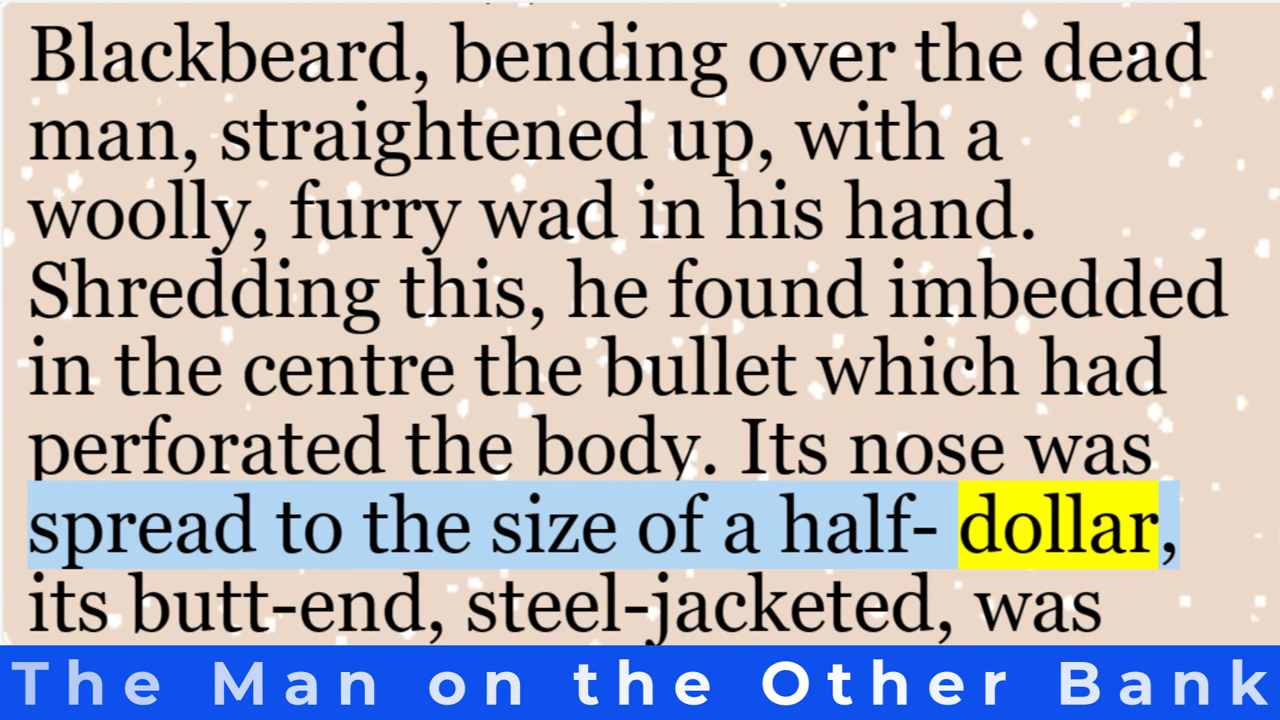 Blackbeard, bending over the dead
man, straightened up, with a
woolly, furry wad in his hand.
Shredding this, he found imbedded
in the centre the bullet which had
perforated the body. Its nose was
spread to the size of a half- dollar,
its butt-end, steel-jacketed, was
The Man on the Other Bank